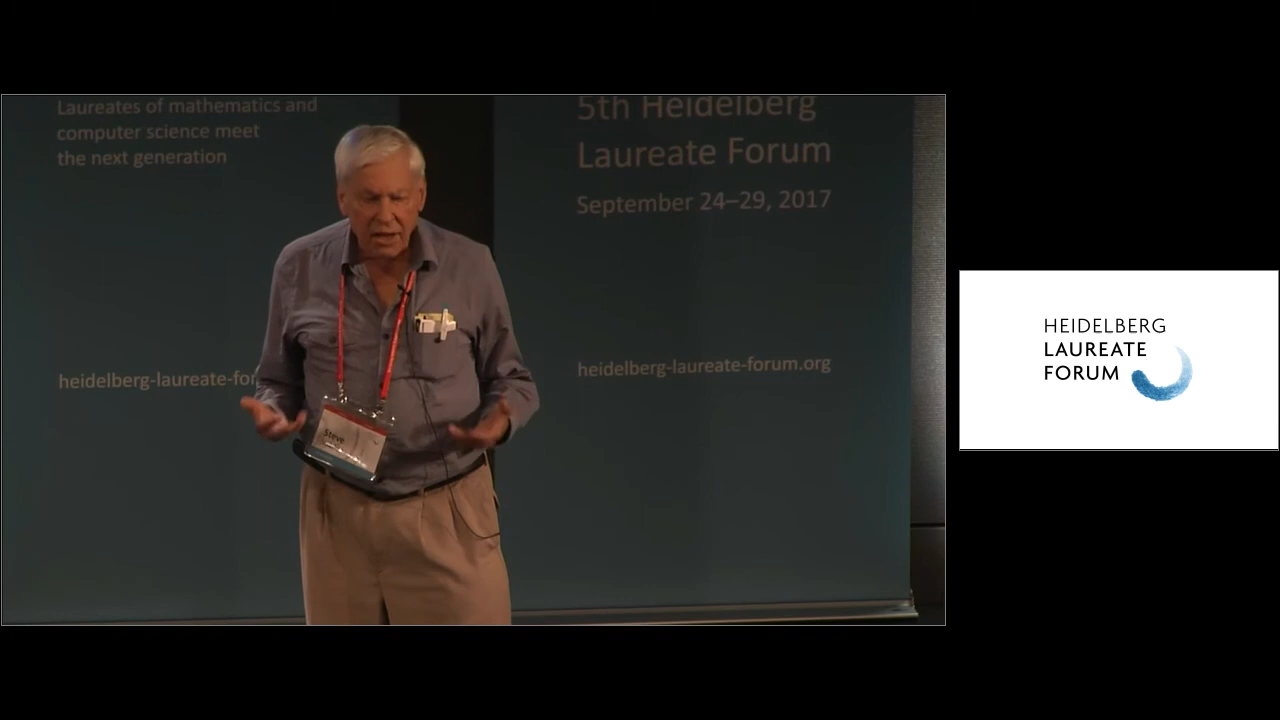 Laureates of mathematics and
computer science meet
the next generation
heidelberg-laureate-for
5th Heidelberg
Laureate Forum
September 24–29, 2017
heidelberg-laureate-forum.org
Steve
HEIDELBERG
LAUREATE
FORUM